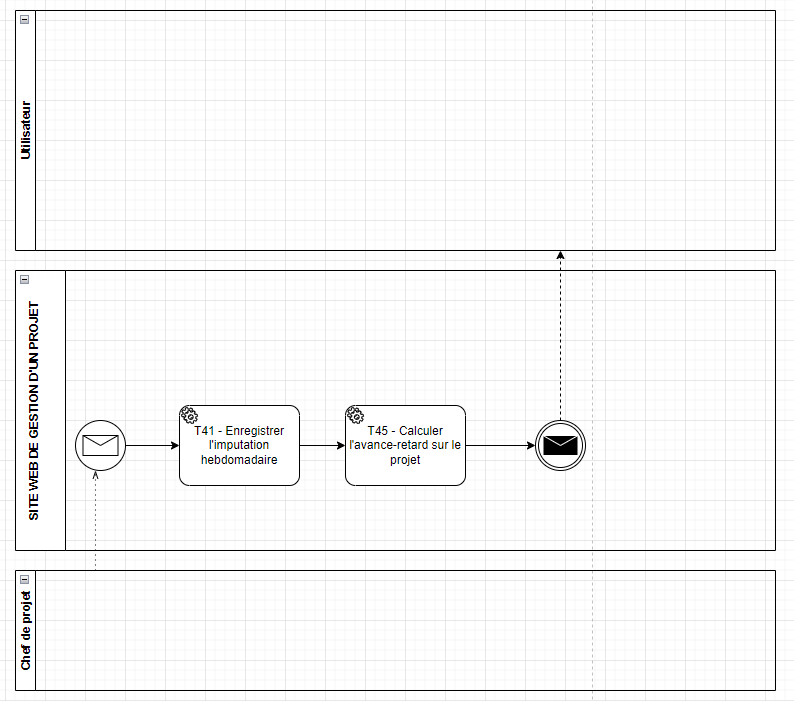 Utilisateur
SITE WEB DE GESTION D'UN PROJET
T41 - Enregistrer
l'imputation
hebdomadaire
T45 - Calculer
l'avance-retard sur le
projet
Chef de projet